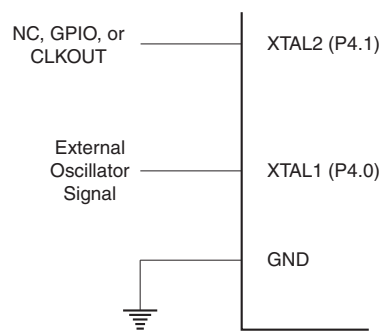 NC, GPIO, or
CLKOUT
XTAL2 (P4.1)
External
Oscillator
Signal
XTAL1 (P4.0)
GND